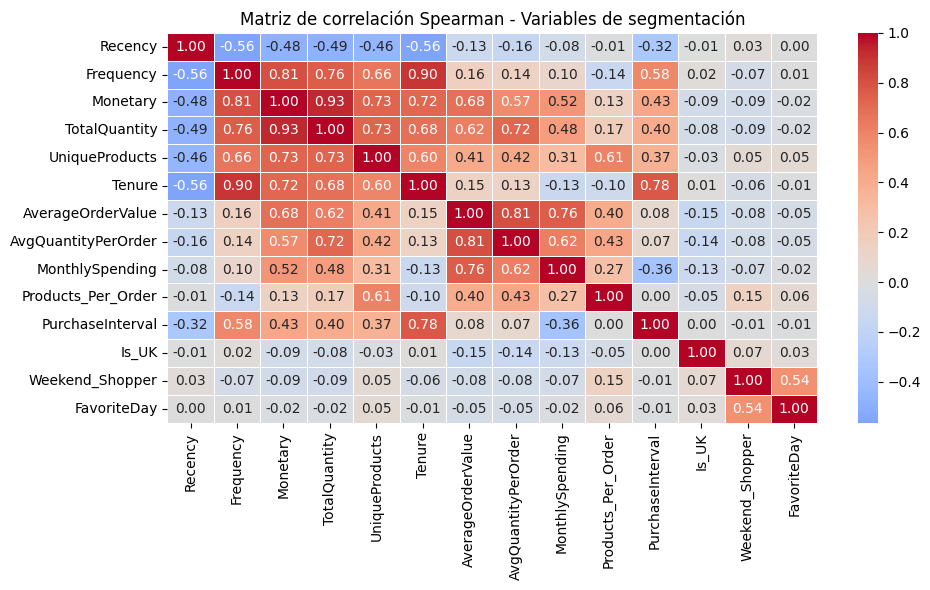 Matriz de correlación Spearman - Variables de segmentación
Recency 1.00 -0.56 -0.48 -0.49 -0.46 -0.56 -0.13 -0.16 -0.08 -0.01 -0.32 -0.01 0.03 0.00
Frequency -0.56 1.00 0.81 0.76 0.66 0.90 0.16 0.14 0.10 -0.14 0.58 0.02 -0.07 0.01
Monetary -0.48 0.81 1.00 0.93 0.73 0.72 0.68 0.57 0.52 0.13 0.43 -0.09 -0.09 -0.02
TotalQuantity -0.49 0.76 0.93 1.00 0.73 0.68 0.62 0.72 0.48 0.17 0.40 -0.08 -0.09 -0.02
UniqueProducts -0.46 0.66 0.73 0.73 1.00 0.60 0.41 0.42 0.31 0.61 0.37 -0.03 0.05 0.05
Tenure -0.56 0.90 0.72 0.68 0.60 1.00 0.15 0.13 -0.13 -0.10 0.78 0.01 -0.06 -0.01
AverageOrderValue -0.13 0.16 0.68 0.62 0.41 0.15 1.00 0.81 0.76 0.40 0.08 -0.15 -0.08 -0.05
AvgQuantityPerOrder -0.16 0.14 0.57 0.72 0.42 0.13 0.81 1.00 0.62 0.43 0.07 -0.14 -0.08 -0.05
MonthlySpending -0.08 0.10 0.52 0.48 0.31 -0.13 0.76 0.62 1.00 0.27 -0.36 -0.13 -0.07 -0.02
Products_Per_Order -0.01 -0.14 0.13 0.17 0.61 -0.10 0.40 0.43 0.27 1.00 0.00 -0.05 0.15 0.06
PurchaseInterval -0.32 0.58 0.43 0.40 0.37 0.78 0.08 0.07 -0.36 0.00 1.00 0.00 -0.01 -0.01
Is_UK -0.01 0.02 -0.09 -0.08 -0.03 0.01 -0.15 -0.14 -0.13 -0.05 0.00 1.00 0.07 0.03
Weekend_Shopper 0.03 -0.07 -0.09 -0.09 0.05 -0.06 -0.08 -0.08 -0.07 0.15 -0.01 0.07 1.00 0.54
FavoriteDay 0.00 0.01 -0.02 -0.02 0.05 -0.01 -0.05 -0.05 -0.02 0.06 -0.01 0.03 0.54 1.00
Recency
Frequency
Monetary
TotalQuantity
UniqueProducts
Tenure
AverageOrderValue
AvgQuantityPerOrder
MonthlySpending
Products_Per_Order
PurchaseInterval
Is_UK
Weekend_Shopper
FavoriteDay
1.0
0.8
0.6
0.4
0.2
0.0
−0.2
−0.4